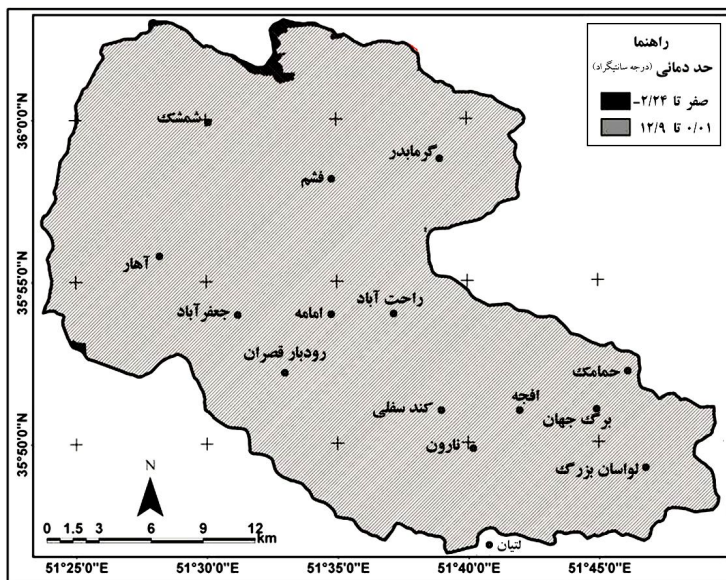 راهنما
حد دمائی (درجه سانتیگراد)
صفر تا ۲/۲۴-
۰/۰۱ تا ۱۲/۹
شمشک
گرمابدر
فشم
آهار
راحت آباد
امامه
جعفرآباد
رودبار قصران
حمامک
افجه
کند سفلی
برگ جهان
نارون
لواسان بزرگ
لتیان
36°0'0"N
35°55'0"N
35°50'0"N
N
0 1.5 3 6 9 12
km
51°25'0"E 51°30'0"E 51°35'0"E 51°40'0"E 51°45'0"E